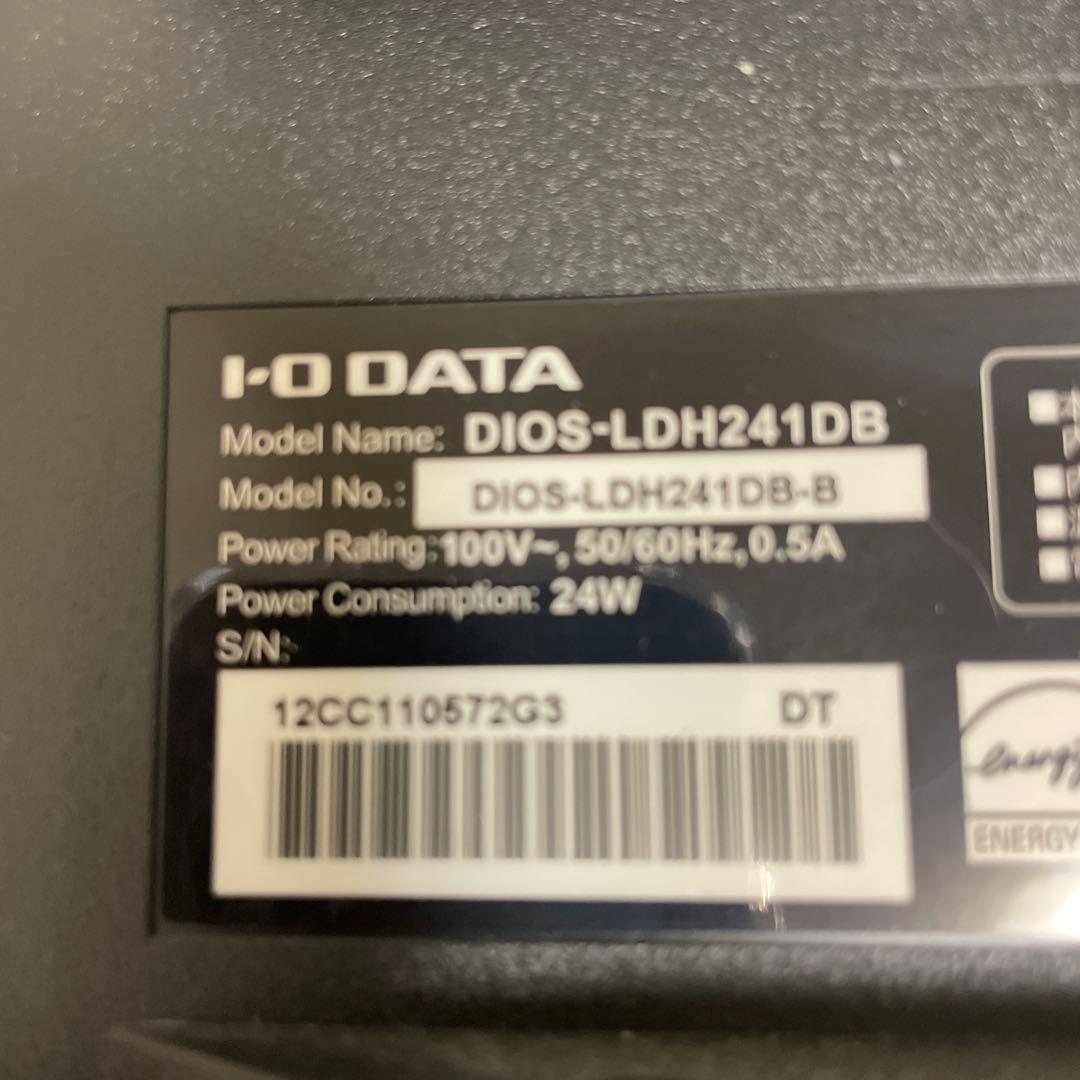 I-O DATA
Model Name: DIOS-LDH241DB
Model No.: DIOS-LDH241DB-B
Power Rating:100V~, 50/60Hz,0.5A
Power Consumption: 24W
S/N:
12CC110572G3 DT
energy
ENERGY